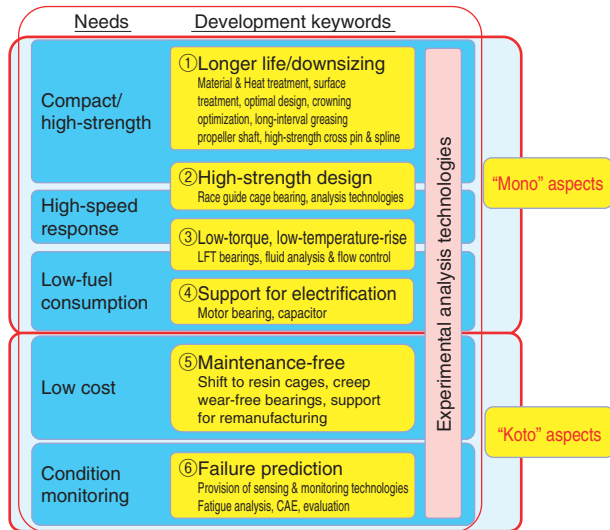 Needs
Development keywords
Compact/
high-strength
①Longer life/downsizing
Material & Heat treatment, surface
treatment, optimal design, crowning
optimization, long-interval greasing
propeller shaft, high-strength cross pin & spline
②High-strength design
Race guide cage bearing, analysis technologies
High-speed
response
③Low-torque, low-temperature-rise
LFT bearings, fluid analysis & flow control
Low-fuel
consumption
④Support for electrification
Motor bearing, capacitor
Low cost
⑤Maintenance-free
Shift to resin cages, creep
wear-free bearings, support
for remanufacturing
Condition
monitoring
⑥Failure prediction
Provision of sensing & monitoring technologies
Fatigue analysis, CAE, evaluation
Experimental analysis technologies
“Mono” aspects
“Koto” aspects